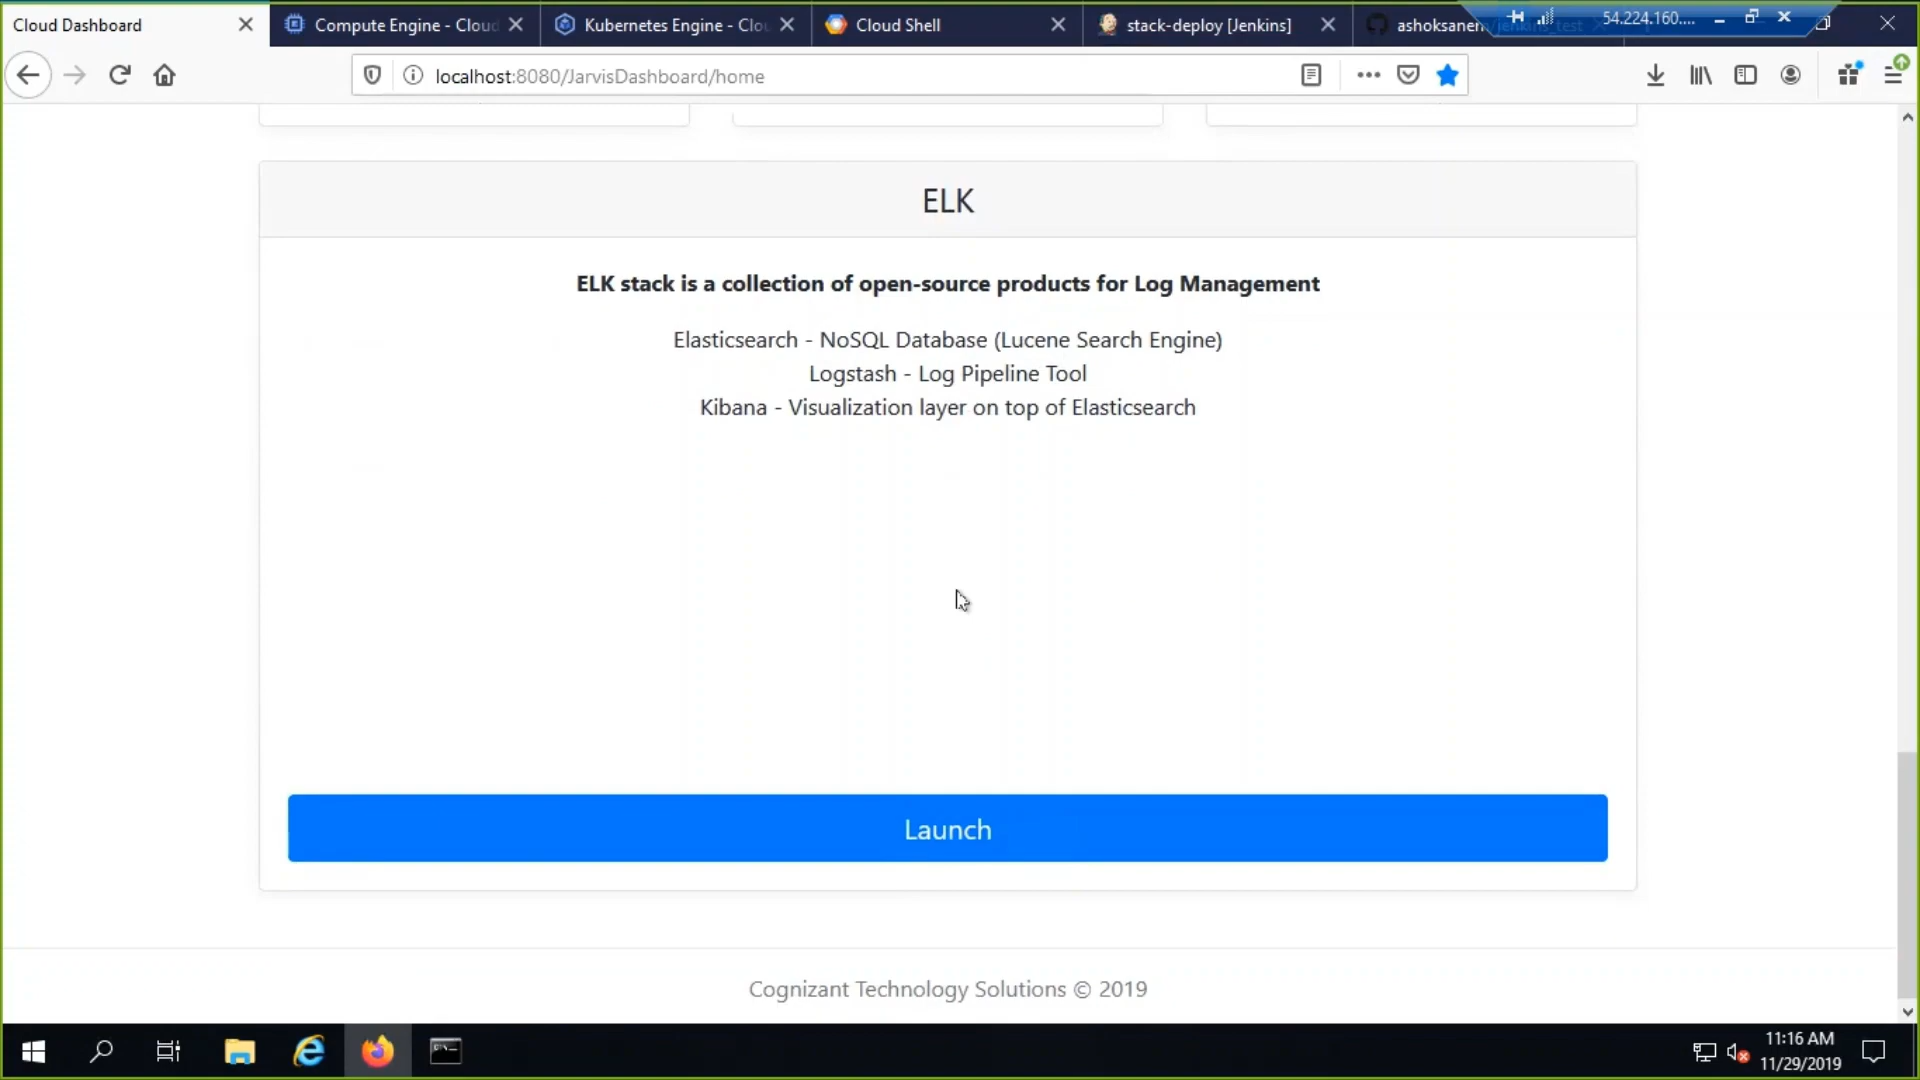 Cloud Dashboard
Compute Engine - Cloud
Kubernetes Engine - Clo
Cloud Shell
stack-deploy [Jenkins]
ashoksanem/jenkins_test
54.224.160....
localhost:8080/JarvisDashboard/home
ELK
ELK stack is a collection of open-source products for Log Management
Elasticsearch - NoSQL Database (Lucene Search Engine)
Logstash - Log Pipeline Tool
Kibana - Visualization layer on top of Elasticsearch
Launch
Cognizant Technology Solutions © 2019
11:16 AM
11/29/2019